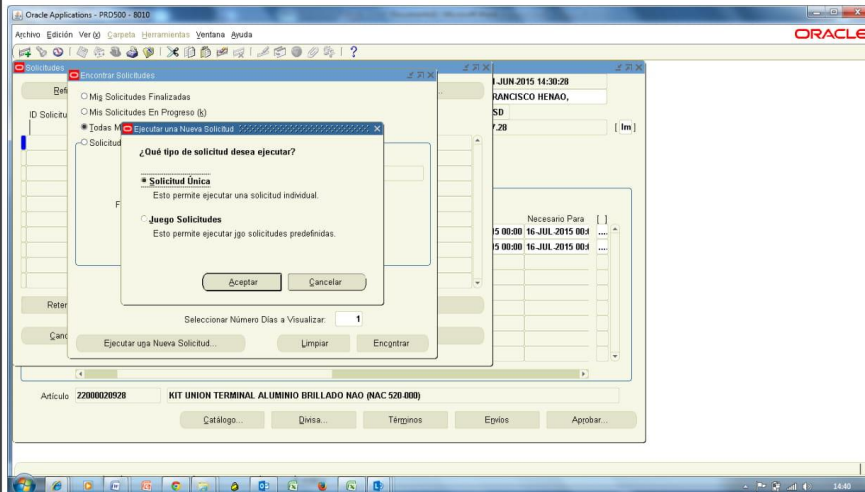 Oracle Applications - PRD500 - 8010
Archivo Edición Ver (x) Carpeta Herramientas Ventana Ayuda
ORACLE
Solicitudes
Encontrar Solicitudes
-JUN-2015 14:30:28
RANCISCO HENAO,
SD
7.28
[ Im ]
Refi
ID Solicitu
Mis Solicitudes Finalizadas
Mis Solicitudes En Progreso (k)
Todas M
Solicitud
F
Ejecutar una Nueva Solicitud
¿Qué tipo de solicitud desea ejecutar?
Solicitud Única
Esto permite ejecutar una solicitud individual.
Juego Solicitudes
Esto permite ejecutar jgo solicitudes predefinidas.
Aceptar Cancelar
Necesario Para [ ]
15 00:00 16-JUL-2015 00:
15 00:00 16-JUL-2015 00:
Reter
Seleccionar Número Días a Visualizar: 1
Canc
Ejecutar una Nueva Solicitud... Limpiar Encontrar
Artículo 22000020928 KIT UNION TERMINAL ALUMINIO BRILLADO NAO (NAC 520-000)
Catálogo... Divisa... Términos Envíos Aprobar...
14:40